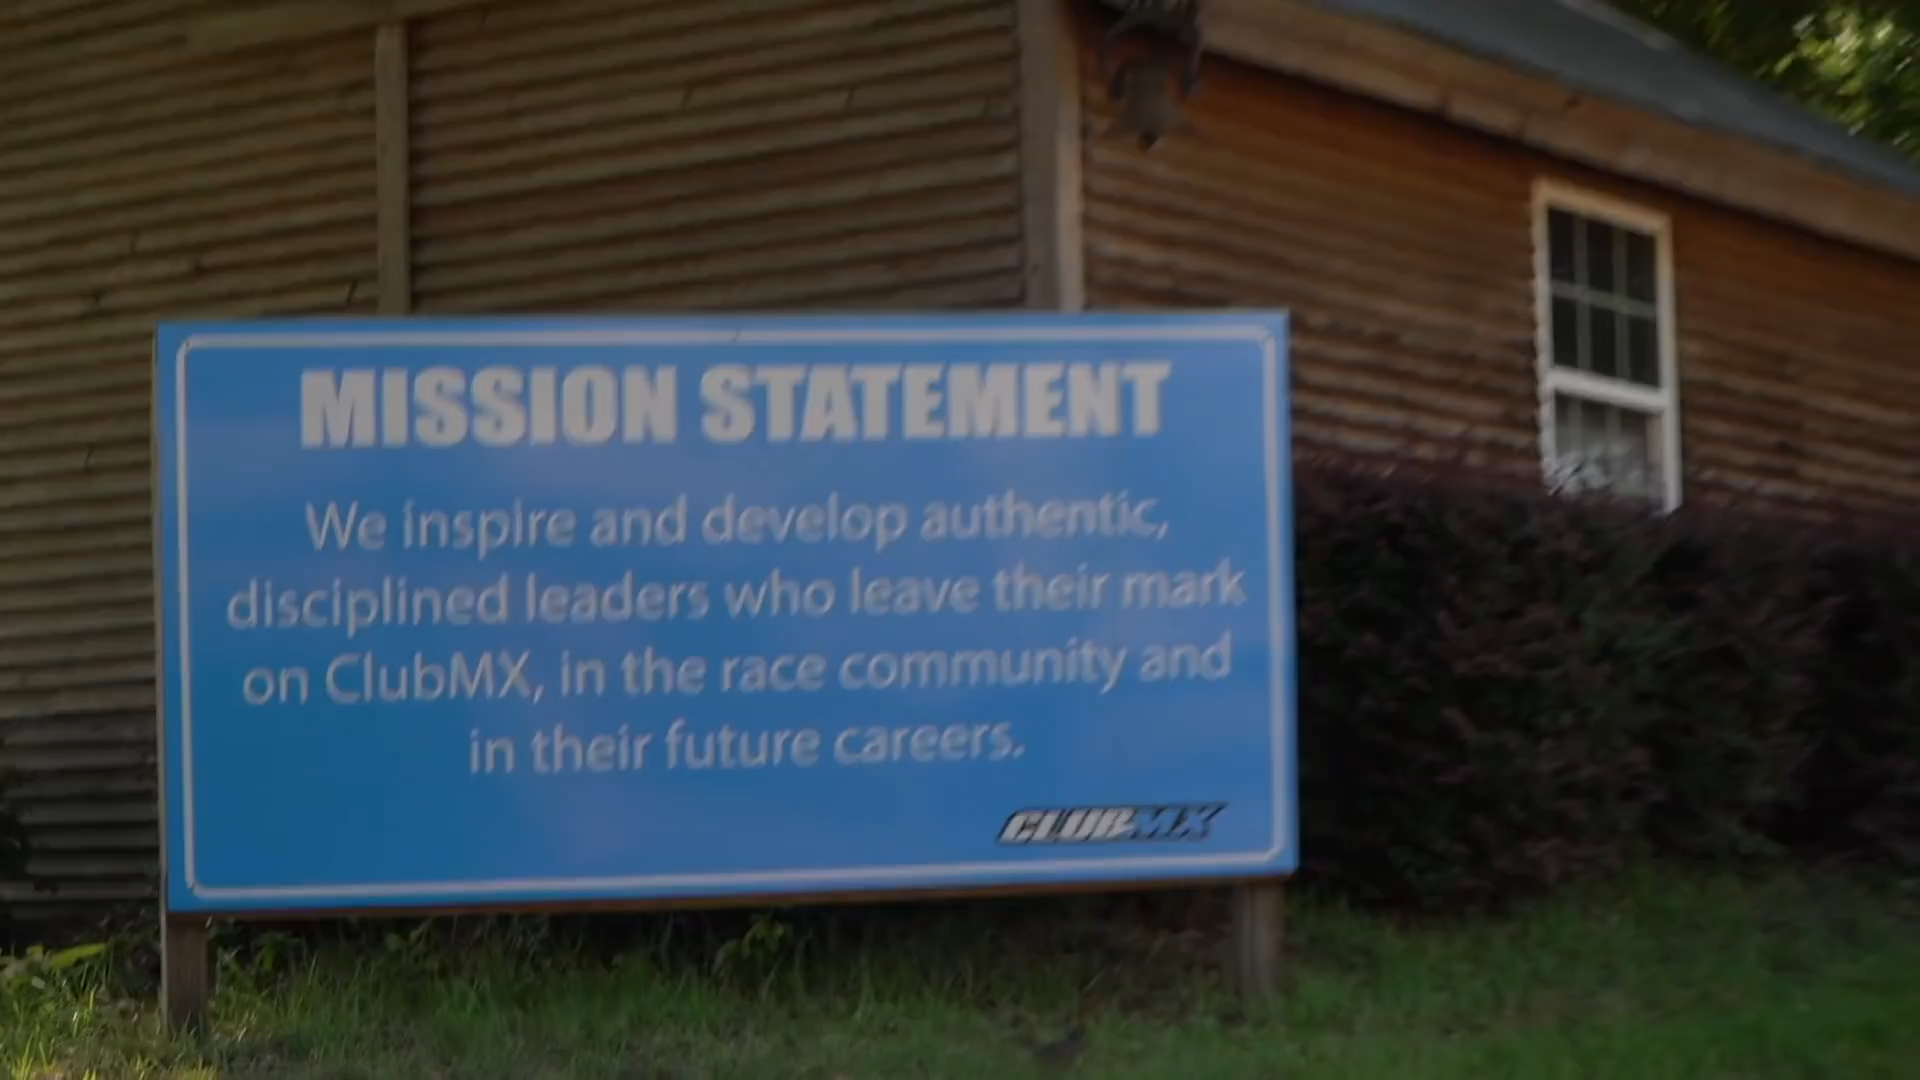 MISSION STATEMENT
We inspire and develop authentic,
disciplined leaders who leave their mark
on ClubMX, in the race community and
in their future careers.
CLUBMX